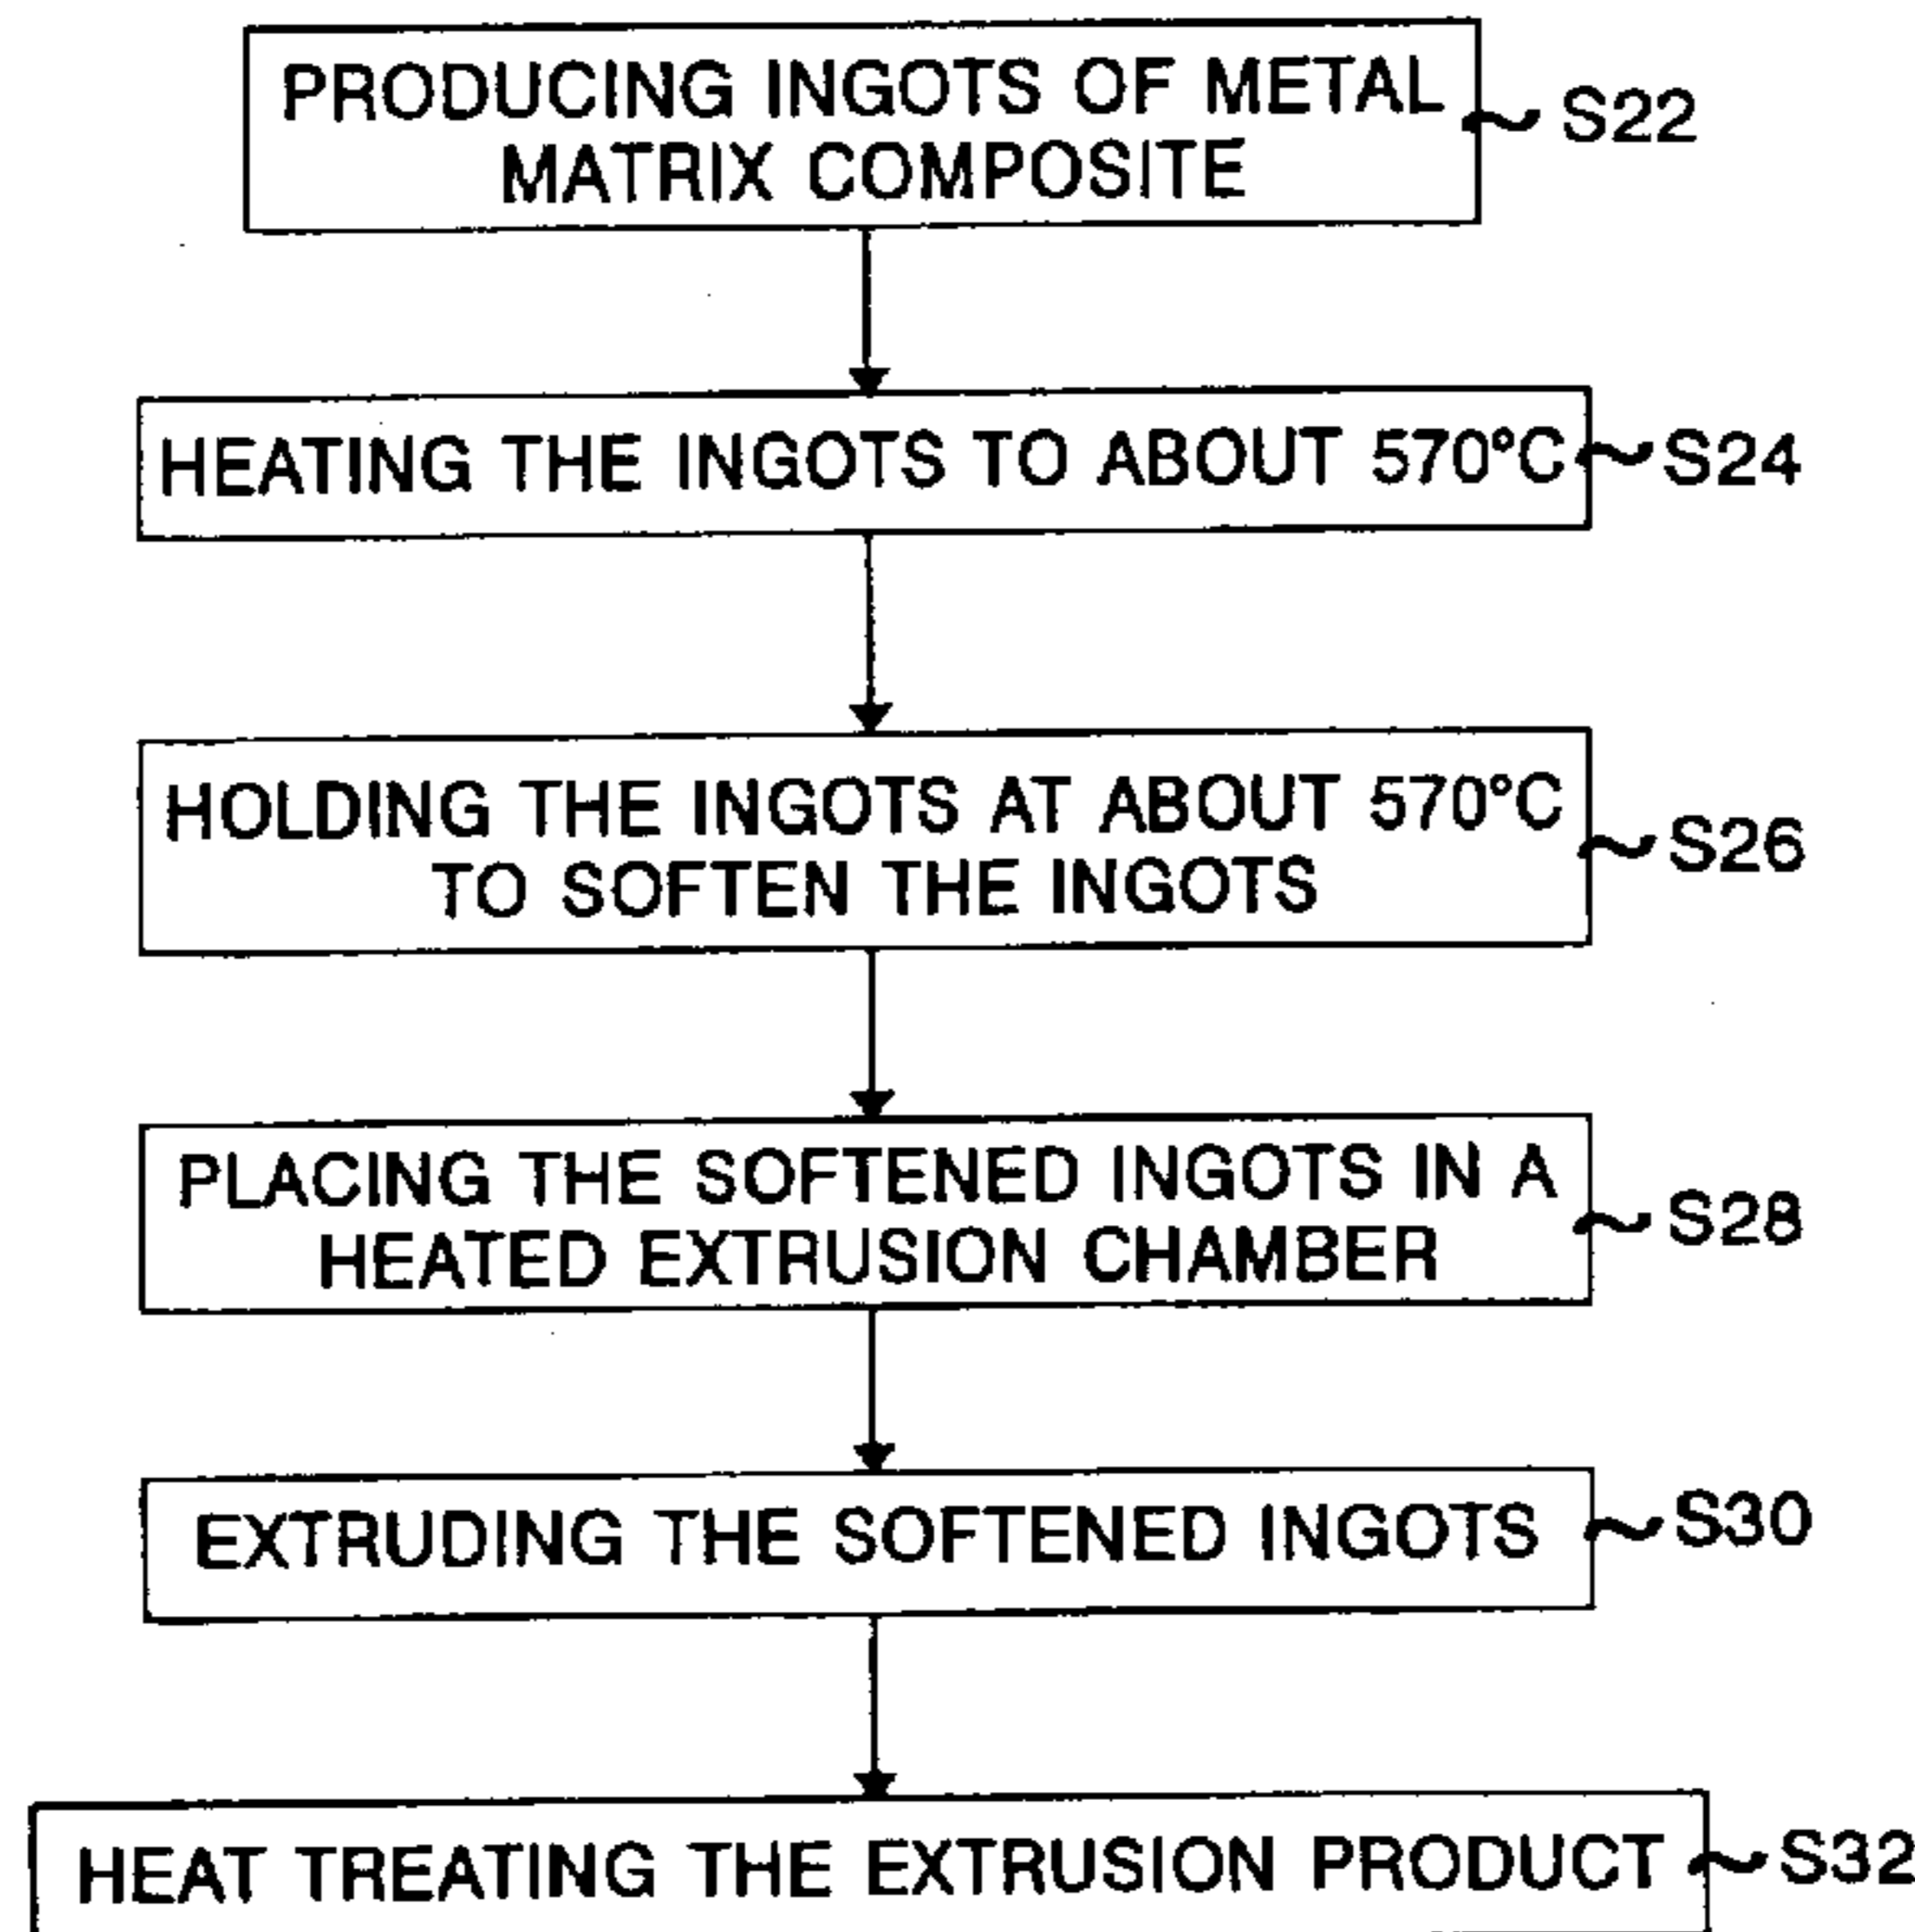 PRODUCING INGOTS OF METAL
MATRIX COMPOSITE
S22
HEATING THE INGOTS TO ABOUT 570°C
S24
HOLDING THE INGOTS AT ABOUT 570°C
TO SOFTEN THE INGOTS
S26
PLACING THE SOFTENED INGOTS IN A
HEATED EXTRUSION CHAMBER
S28
EXTRUDING THE SOFTENED INGOTS
S30
HEAT TREATING THE EXTRUSION PRODUCT
S32